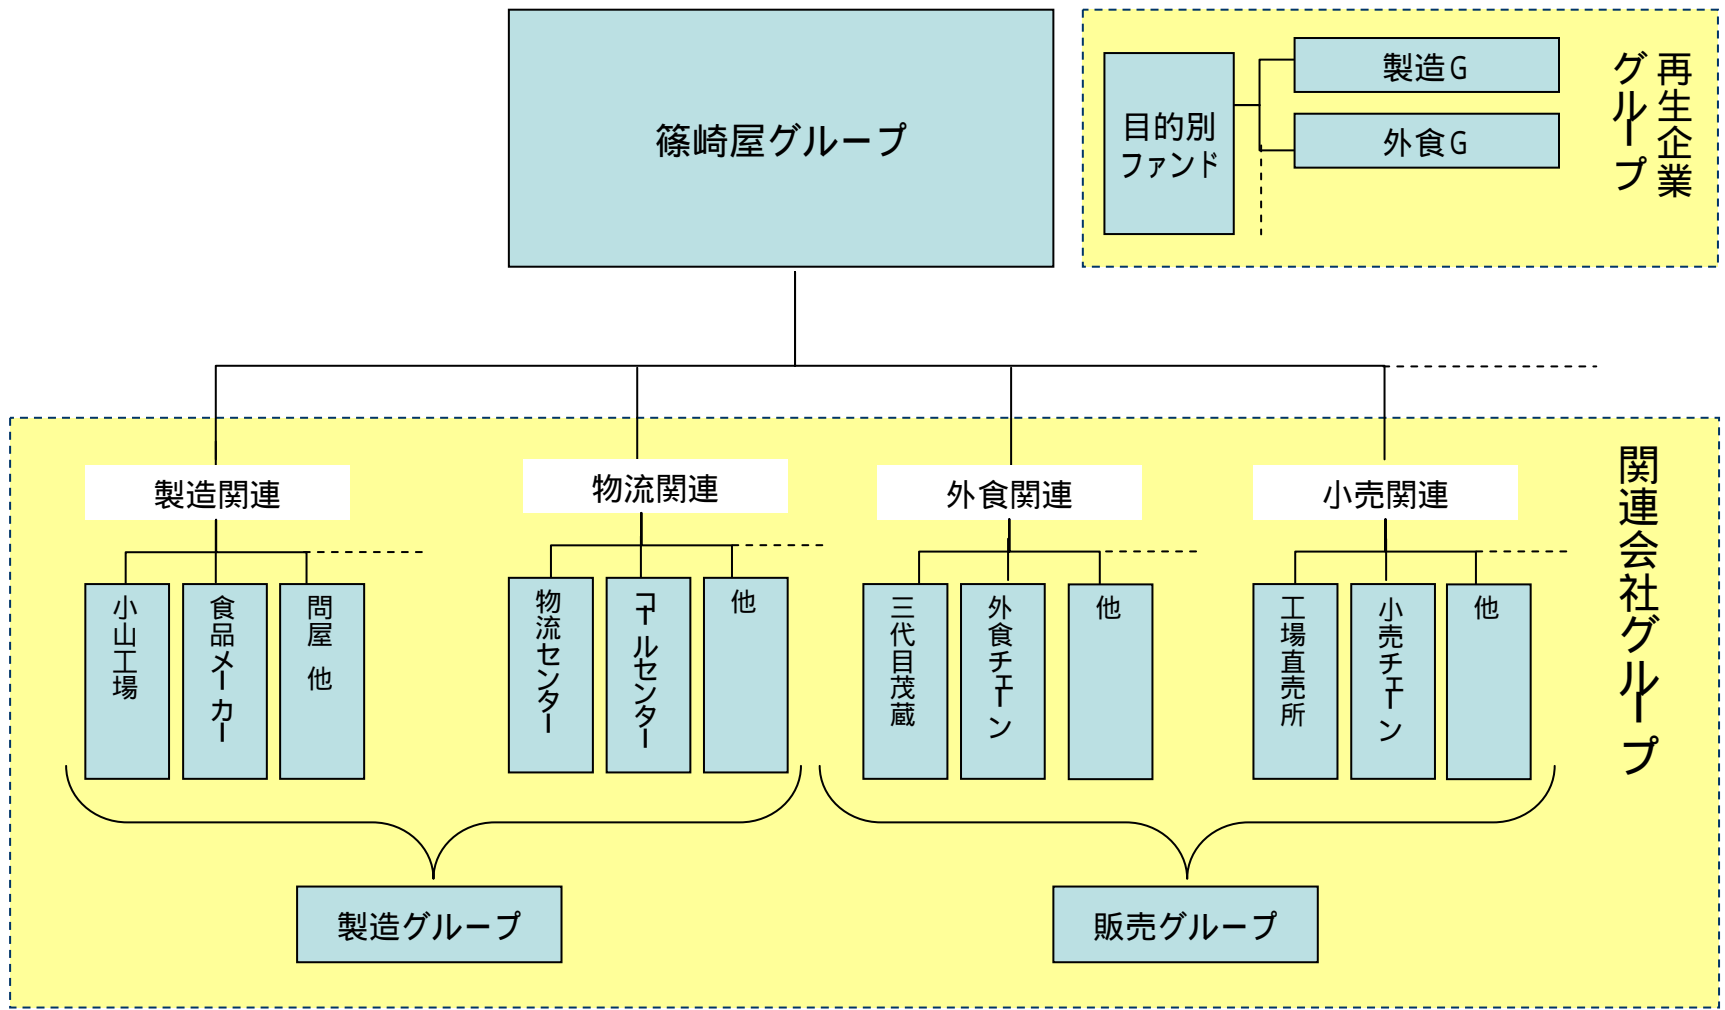 篠崎屋グループ
目的別
ファンド
製造G
外食G
再生企業
グループ
関連会社グループ
製造関連
物流関連
外食関連
小売関連
小山工場
食品メーカー
問屋 他
物流センター
コールセンター
他
三代目茂蔵
外食チェーン
他
工場直売所
小売チェーン
他
製造グループ
販売グループ